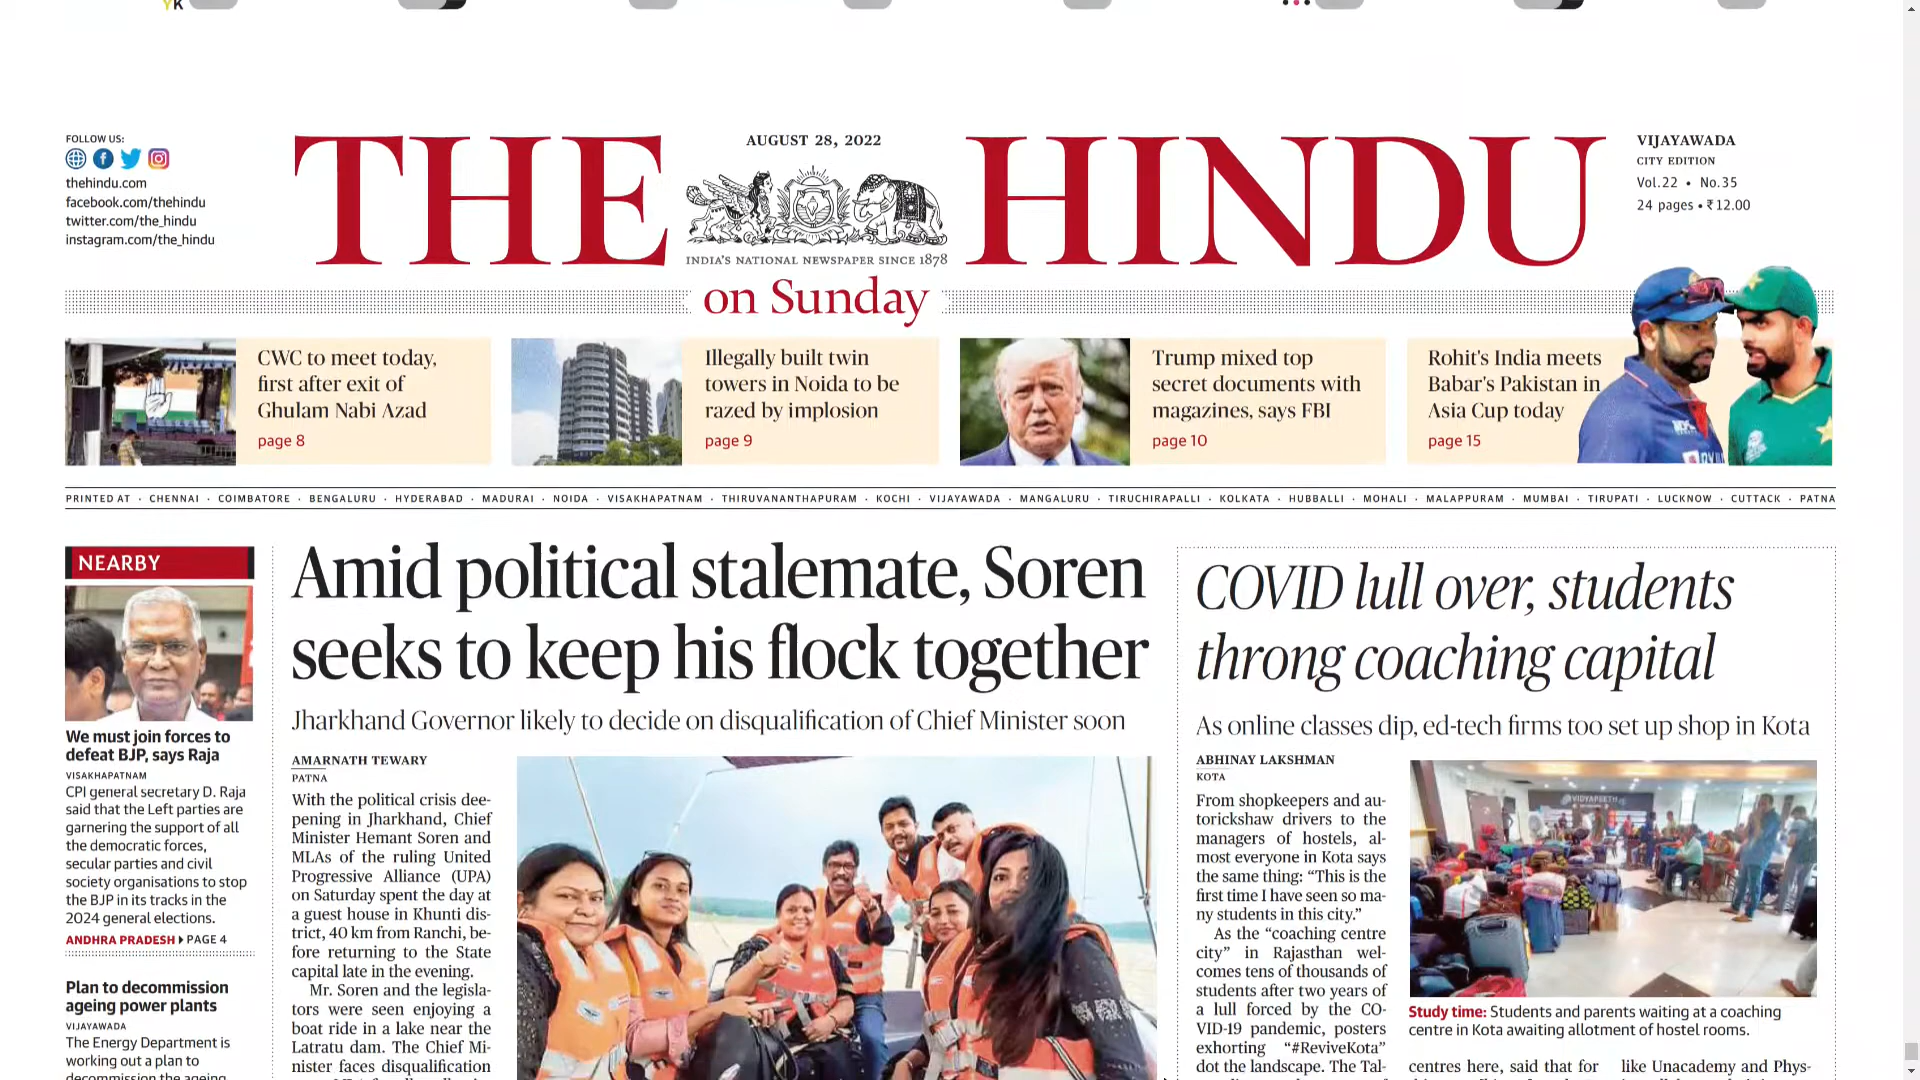 YK
FOLLOW US:
thehindu.com
facebook.com/thehindu
twitter.com/the_hindu
instagram.com/the_hindu
THE HINDU
AUGUST 28, 2022
INDIA'S NATIONAL NEWSPAPER SINCE 1878
on Sunday
VIJAYAWADA
CITY EDITION
Vol.22 • No.35
24 pages • ₹12.00
CWC to meet today,
first after exit of
Ghulam Nabi Azad
page 8
Illegally built twin
towers in Noida to be
razed by implosion
page 9
Trump mixed top
secret documents with
magazines, says FBI
page 10
Rohit's India meets
Babar's Pakistan in
Asia Cup today
page 15
PRINTED AT · CHENNAI · COIMBATORE · BENGALURU · HYDERABAD · MADURAI · NOIDA · VISAKHAPATNAM · THIRUVANANTHAPURAM · KOCHI · VIJAYAWADA · MANGALURU · TIRUCHIRAPALLI · KOLKATA · HUBBALLI · MOHALI · MALAPPURAM · MUMBAI · TIRUPATI · LUCKNOW · CUTTACK · PATNA
NEARBY
We must join forces to
defeat BJP, says Raja
VISAKHAPATNAM
CPI general secretary D. Raja
said that the Left parties are
garnering the support of all
the democratic forces,
secular parties and civil
society organisations to stop
the BJP in its tracks in the
2024 general elections.
ANDHRA PRADESH ▸ PAGE 4
Plan to decommission
ageing power plants
VIJAYAWADA
The Energy Department is
working out a plan to
decommission the ageing
Amid political stalemate, Soren
seeks to keep his flock together
Jharkhand Governor likely to decide on disqualification of Chief Minister soon
AMARNATH TEWARY
PATNA
With the political crisis dee-
pening in Jharkhand, Chief
Minister Hemant Soren and
MLAs of the ruling United
Progressive Alliance (UPA)
on Saturday spent the day at
a guest house in Khunti dis-
trict, 40 km from Ranchi, be-
fore returning to the State
capital late in the evening.
Mr. Soren and the legisla-
tors were seen enjoying a
boat ride in a lake near the
Latratu dam. The Chief Mi-
nister faces disqualification
COVID lull over, students
throng coaching capital
As online classes dip, ed-tech firms too set up shop in Kota
ABHINAY LAKSHMAN
KOTA
From shopkeepers and au-
torickshaw drivers to the
managers of hostels, al-
most everyone in Kota says
the same thing: “This is the
first time I have seen so ma-
ny students in this city.”
As the “coaching centre
city” in Rajasthan wel-
comes tens of thousands of
students after two years of
a lull forced by the CO-
VID-19 pandemic, posters
exhorting “#ReviveKota”
dot the landscape. The Tal-
VIDYAPEETH
Study time: Students and parents waiting at a coaching
centre in Kota awaiting allotment of hostel rooms.
centres here, said that for
like Unacademy and Phys-